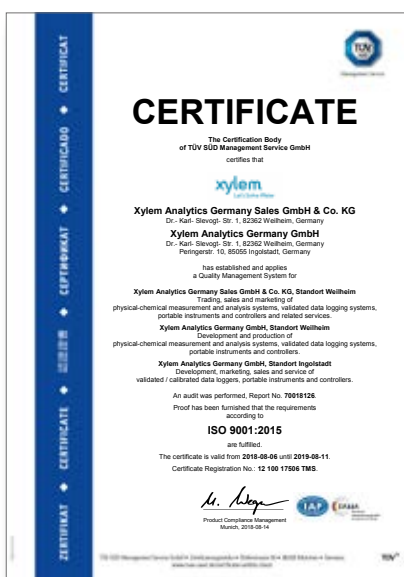 TÜV
CERTIFICATE
The Certification Body
of TÜV SÜD Management Service GmbH
certifies that
xylem
Let's Solve Water
Xylem Analytics Germany Sales GmbH & Co. KG
Dr.- Karl- Slevogt- Str. 1, 82362 Weilheim, Germany
Xylem Analytics Germany GmbH
Dr.- Karl- Slevogt- Str. 1, 82362 Weilheim, Germany
Peringerstr. 10, 85055 Ingolstadt, Germany
has established and applies
a Quality Management System for
Xylem Analytics Germany Sales GmbH & Co. KG, Standort Weilheim
Trading, sales and marketing of
physical-chemical measurement and analysis systems, validated data logging systems,
portable instruments and controllers and related services.
Xylem Analytics Germany GmbH, Standort Weilheim
Development and production of
physical-chemical measurement and analysis systems, validated data logging systems,
portable instruments and controllers.
Xylem Analytics Germany GmbH, Standort Ingolstadt
Development, marketing, sales and service of
validated / calibrated data loggers, portable instruments and controllers.
An audit was performed, Report No. 70018126.
Proof has been furnished that the requirements
according to
ISO 9001:2015
are fulfilled.
The certificate is valid from 2018-08-06 until 2019-08-11.
Certificate Registration No.: 12 100 17506 TMS.
Product Compliance Management
Munich, 2018-08-14
IAF
DAkkS
TÜV®
ZERTIFIKAT ◆ CERTIFICATE ◆
◆ СЕРТИФИКАТ ◆ CERTIFICADO ◆ CERTIFICAT